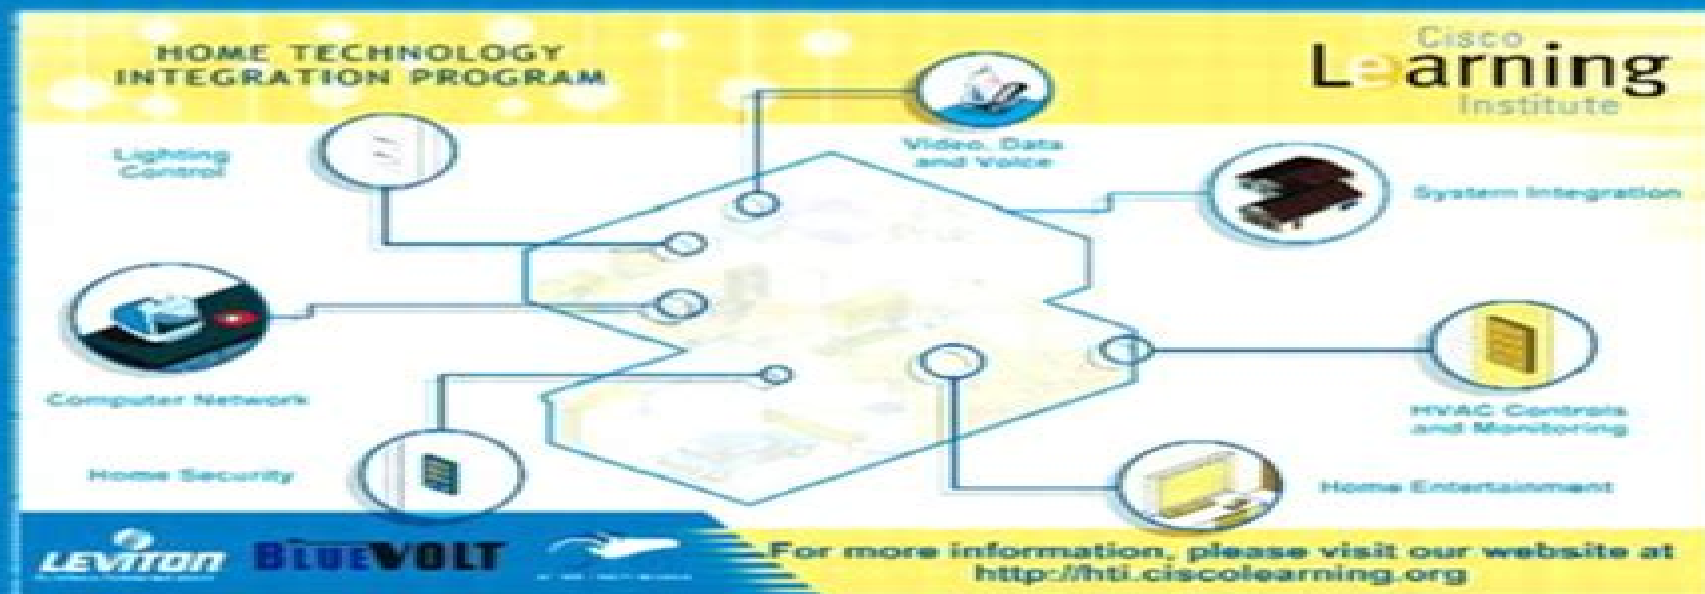 HOME TECHNOLOGY
INTEGRATION PROGRAM
Cisco
Learning
Institute
Lighting
Control
Video, Data
and Voice
System Integration
Computer Network
HVAC Controls
and Monitoring
Home Security
Home Entertainment
LEVITON
BLUEVOLT
For more information, please visit our website at
http://hti.ciscolearning.org